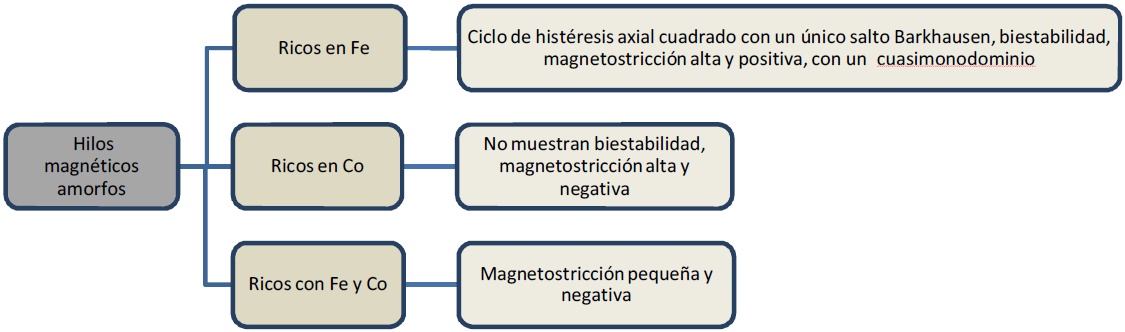 Hilos
magnéticos
amorfos
Ricos en Fe
Ciclo de histéresis axial cuadrado con un único salto Barkhausen, biestabilidad,
magnetostricción alta y positiva, con un cuasimonodominio
Ricos en Co
No muestran biestabilidad,
magnetostricción alta y
negativa
Ricos con Fe y Co
Magnetostricción pequeña y
negativa